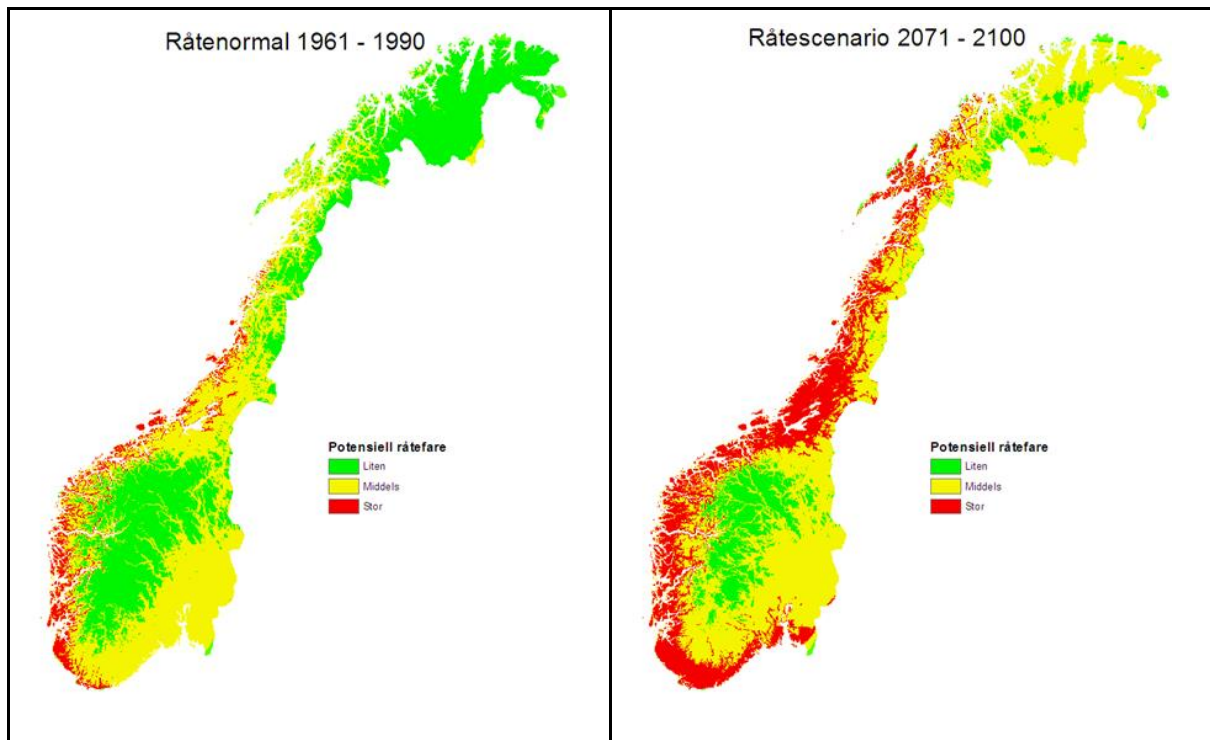 Råtenormal 1961 - 1990
Potensiell råtefare
Liten
Middels
Stor
Råtescenario 2071 - 2100
Potensiell råtefare
Liten
Middels
Stor